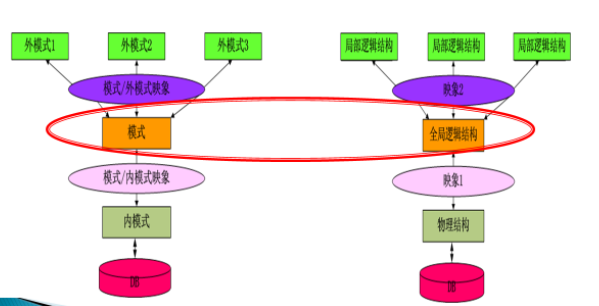 外模式1 外模式2 外模式3 局部逻辑结构 局部逻辑结构 局部逻辑结构
模式/外模式映象 映象2
模式 全局逻辑结构
模式/内模式映象 映象1
内模式 物理结构
DB DB